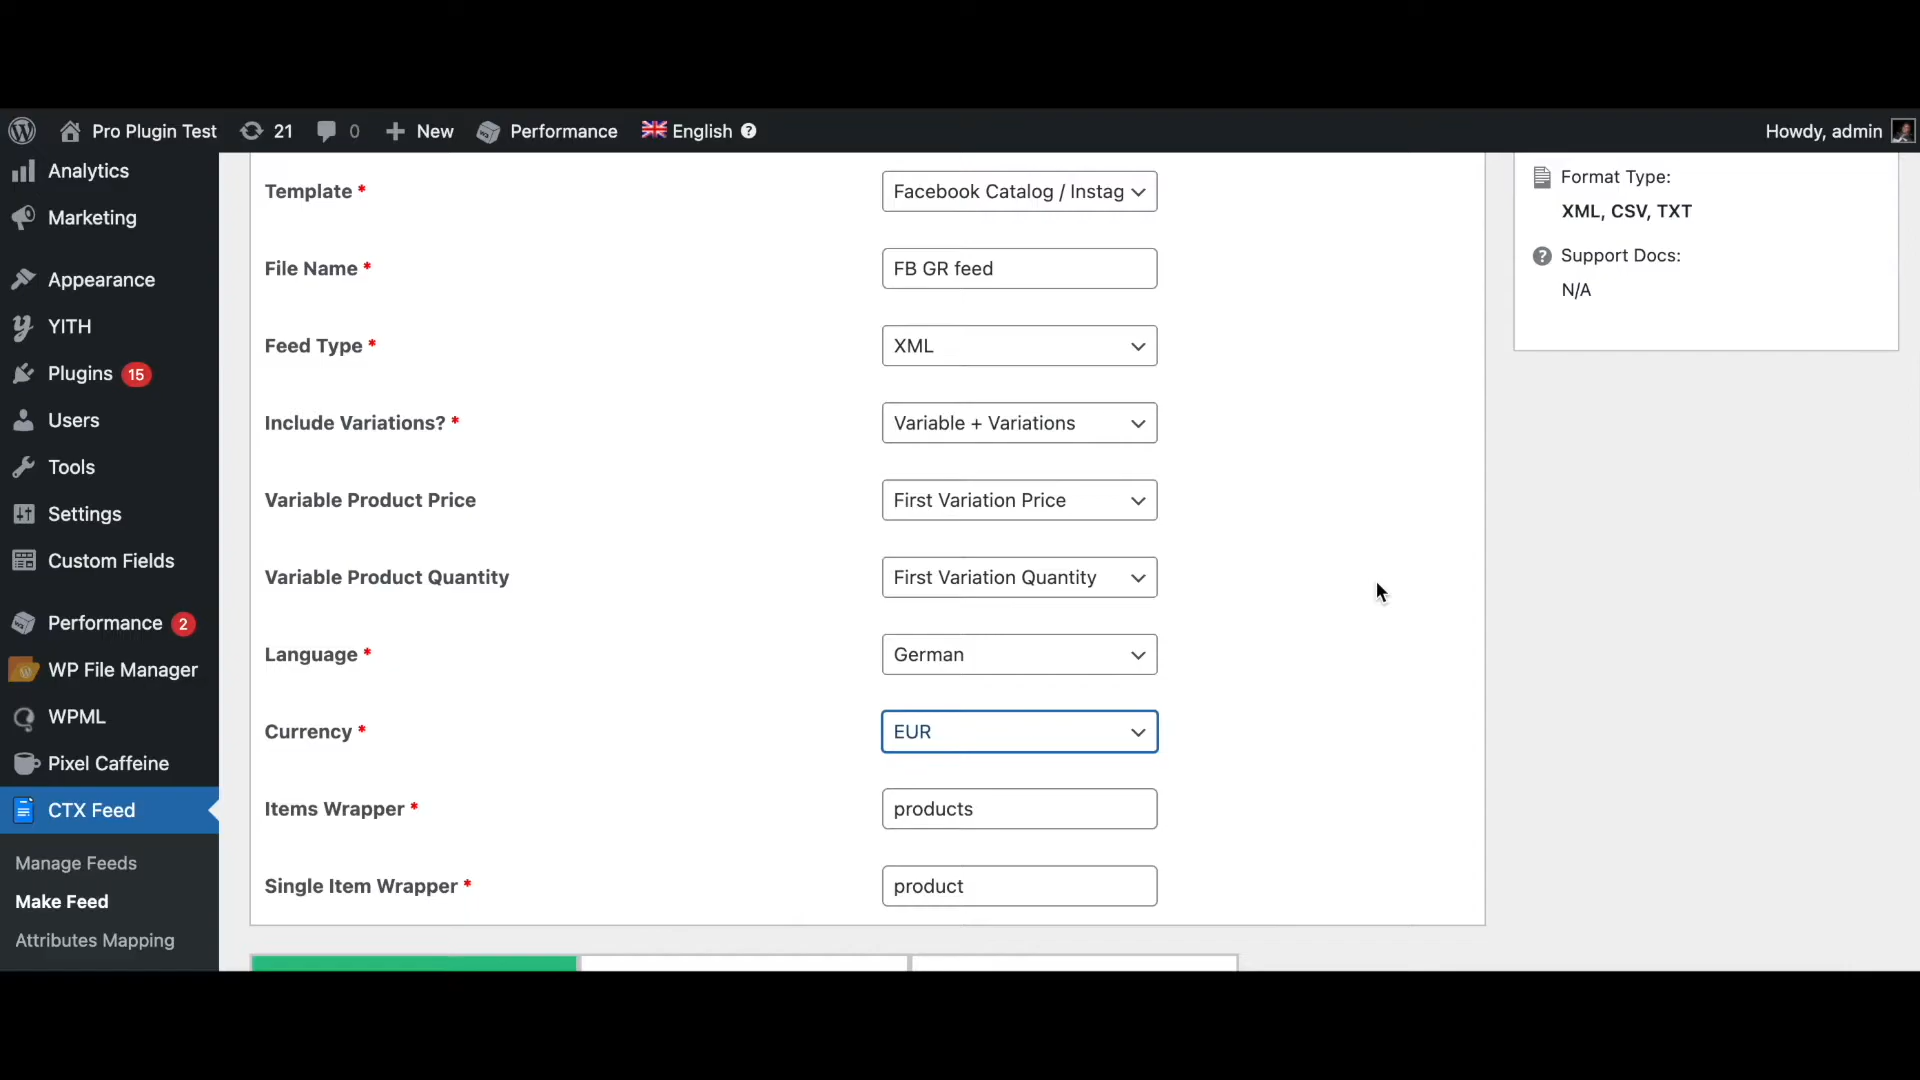 Pro Plugin Test 21 0 New Performance English ? Howdy, admin
Analytics
Marketing
Appearance
YITH
Plugins 15
Users
Tools
Settings
Custom Fields
Performance 2
WP File Manager
WPML
Pixel Caffeine
CTX Feed
Manage Feeds
Make Feed
Attributes Mapping
Template * Facebook Catalog / Instag
File Name * FB GR feed
Feed Type * XML
Include Variations? * Variable + Variations
Variable Product Price First Variation Price
Variable Product Quantity First Variation Quantity
Language * German
Currency * EUR
Items Wrapper * products
Single Item Wrapper * product
Format Type:
XML, CSV, TXT
? Support Docs:
N/A